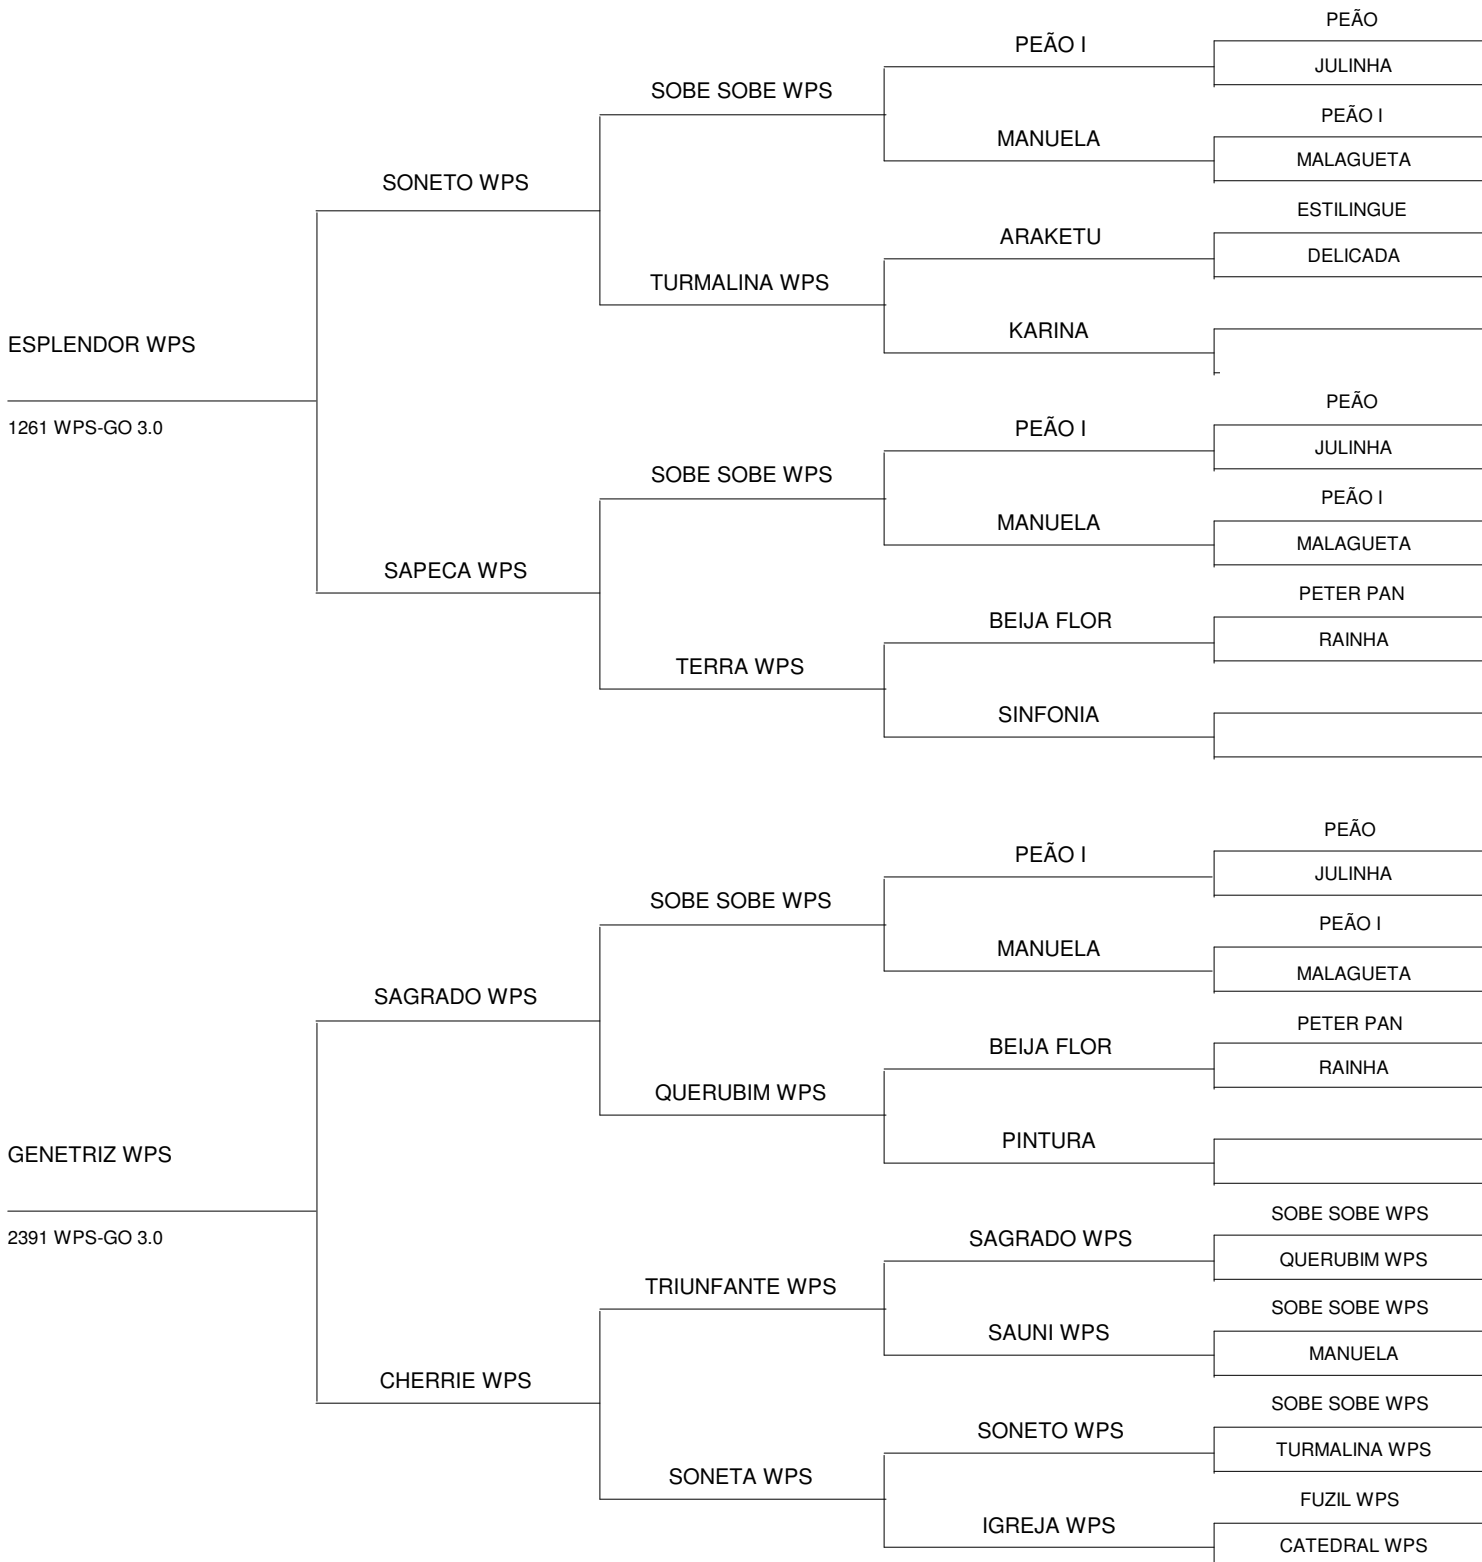 PEÃO
PEÃO I
JULINHA
SOBE SOBE WPS
PEÃO I
MANUELA
MALAGUETA
SONETO WPS
ESTILINGUE
ARAKETU
DELICADA
TURMALINA WPS
KARINA
ESPLENDOR WPS
PEÃO
1261 WPS-GO 3.0
PEÃO I
JULINHA
SOBE SOBE WPS
PEÃO I
MANUELA
MALAGUETA
SAPECA WPS
PETER PAN
BEIJA FLOR
RAINHA
TERRA WPS
SINFONIA
PEÃO
PEÃO I
JULINHA
SOBE SOBE WPS
PEÃO I
MANUELA
MALAGUETA
SAGRADO WPS
PETER PAN
BEIJA FLOR
RAINHA
QUERUBIM WPS
PINTURA
GENETRIZ WPS
SOBE SOBE WPS
2391 WPS-GO 3.0
SAGRADO WPS
QUERUBIM WPS
TRIUNFANTE WPS
SOBE SOBE WPS
SAUNI WPS
MANUELA
CHERRIE WPS
SOBE SOBE WPS
SONETO WPS
TURMALINA WPS
SONETA WPS
FUZIL WPS
IGREJA WPS
CATEDRAL WPS